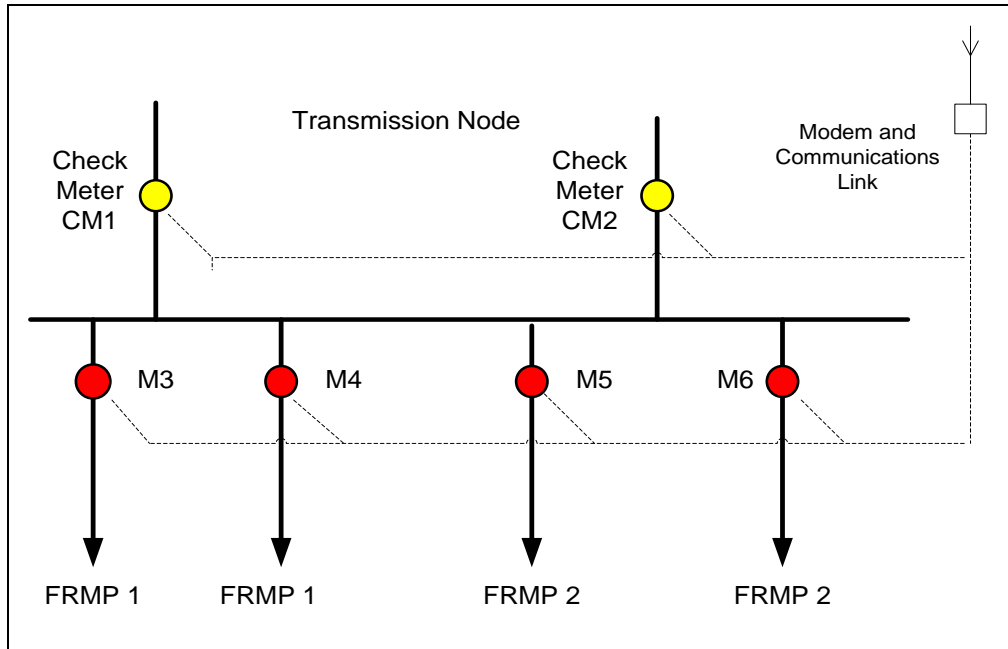 Transmission Node
Check
Meter
CM1
Check
Meter
CM2
Modem and
Communications
Link
M3
M4
M5
M6
FRMP 1
FRMP 1
FRMP 2
FRMP 2